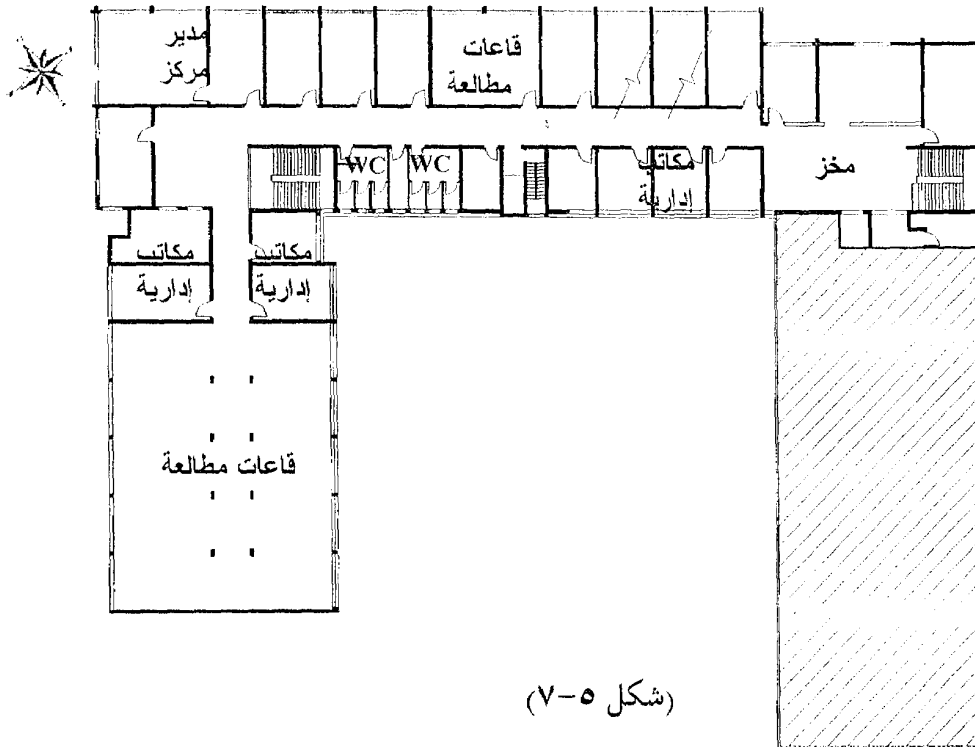 مدير
مركز
قاعات
مطالعة
WC
WC
مكاتب
إدارية
مخز
مكاتب
إدارية
مكاتب
إدارية
قاعات مطالعة
(شكل ٥-٧)